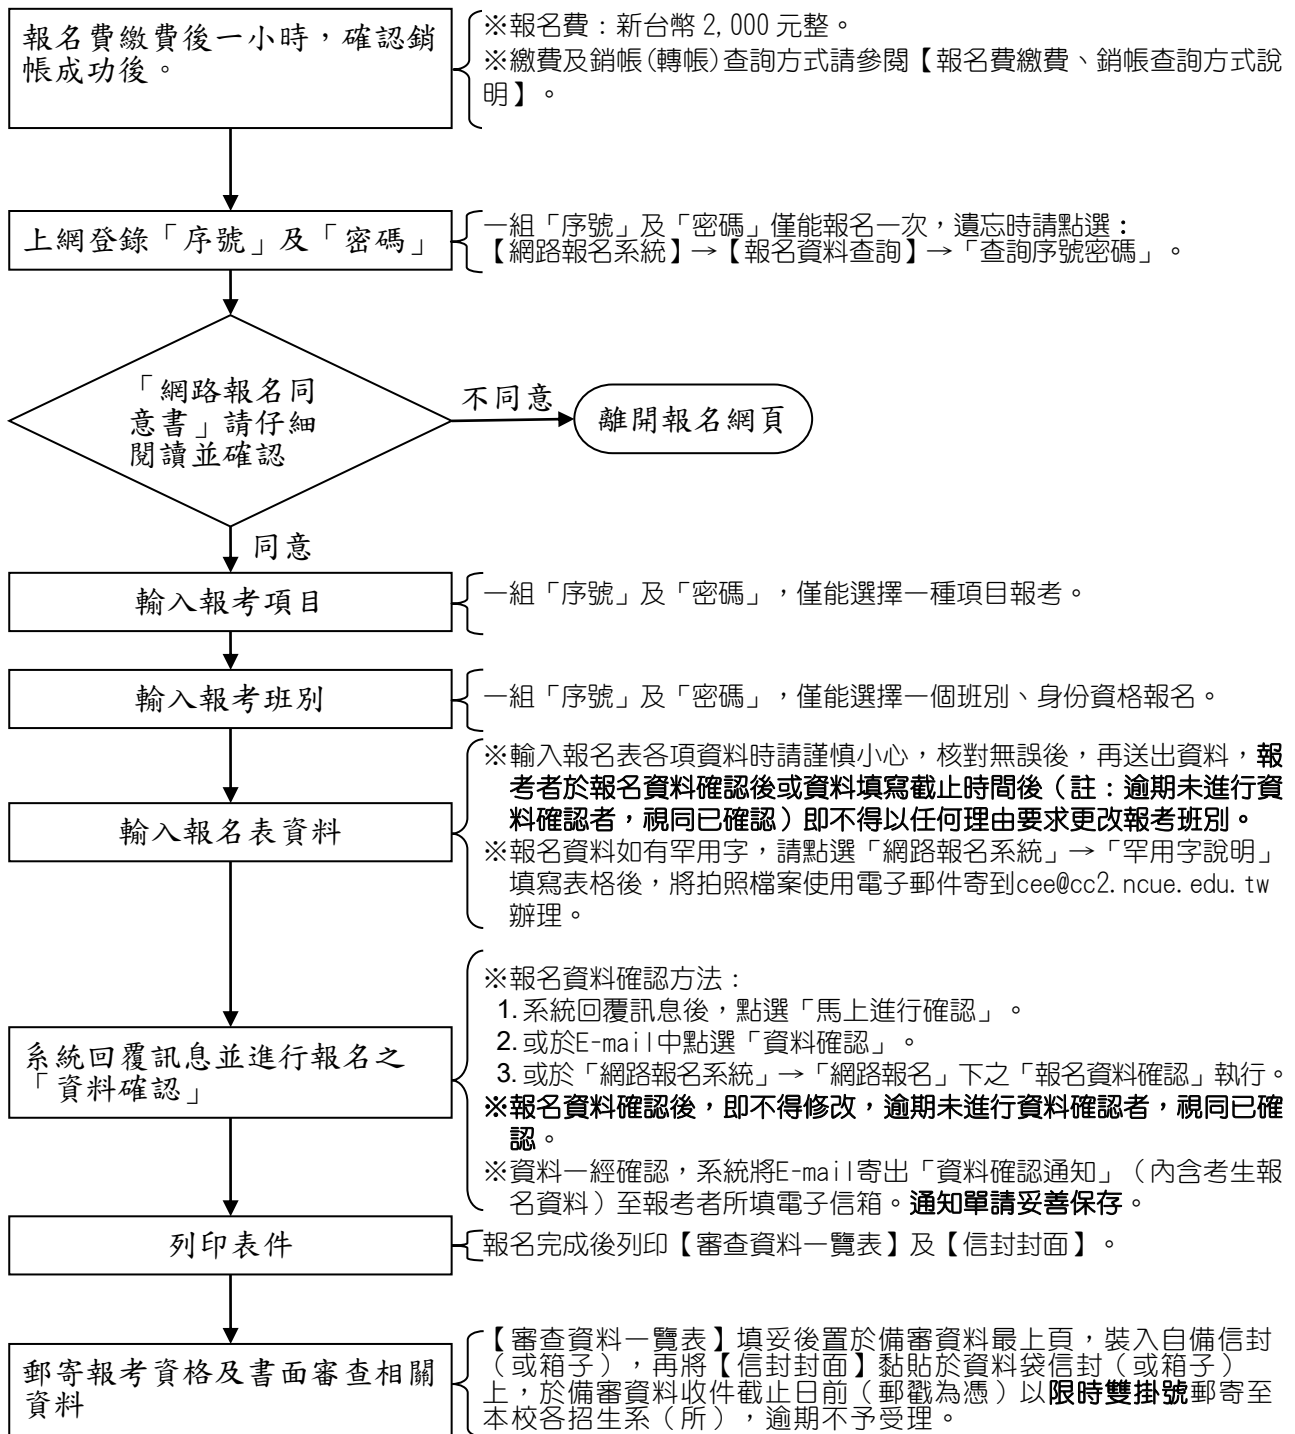 報名費繳費後一小時，確認銷
帳成功後。
※報名費：新台幣 2,000 元整。
※繳費及銷帳(轉帳)查詢方式請參閱【報名費繳費、銷帳查詢方式說
明】。
上網登錄「序號」及「密碼」
一組「序號」及「密碼」僅能報名一次，遺忘時請點選：
【網路報名系統】→【報名資料查詢】→「查詢序號密碼」。
「網路報名同
意書」請仔細
閱讀並確認
不同意
離開報名網頁
同意
輸入報考項目
一組「序號」及「密碼」，僅能選擇一種項目報考。
輸入報考班別
一組「序號」及「密碼」，僅能選擇一個班別、身份資格報名。
輸入報名表資料
※輸入報名表各項資料時請謹慎小心，核對無誤後，再送出資料，報
考者於報名資料確認後或資料填寫截止時間後（註：逾期未進行資
料確認者，視同已確認）即不得以任何理由要求更改報考班別。
※報名資料如有罕用字，請點選「網路報名系統」→「罕用字說明」
填寫表格後，將拍照檔案使用電子郵件寄到cee@cc2.ncue.edu.tw
辦理。
系統回覆訊息並進行報名之
「資料確認」
※報名資料確認方法：
1.系統回覆訊息後，點選「馬上進行確認」。
2.或於E-mail中點選「資料確認」。
3.或於「網路報名系統」→「網路報名」下之「報名資料確認」執行。
※報名資料確認後，即不得修改，逾期未進行資料確認者，視同已確
認。
※資料一經確認，系統將E-mail寄出「資料確認通知」（內含考生報
名資料）至報考者所填電子信箱。通知單請妥善保存。
列印表件
報名完成後列印【審查資料一覽表】及【信封封面】。
郵寄報考資格及書面審查相關
資料
【審查資料一覽表】填妥後置於備審資料最上頁，裝入自備信封
（或箱子），再將【信封封面】黏貼於資料袋信封（或箱子）
上，於備審資料收件截止日前（郵戳為憑）以限時雙掛號郵寄至
本校各招生系（所），逾期不予受理。